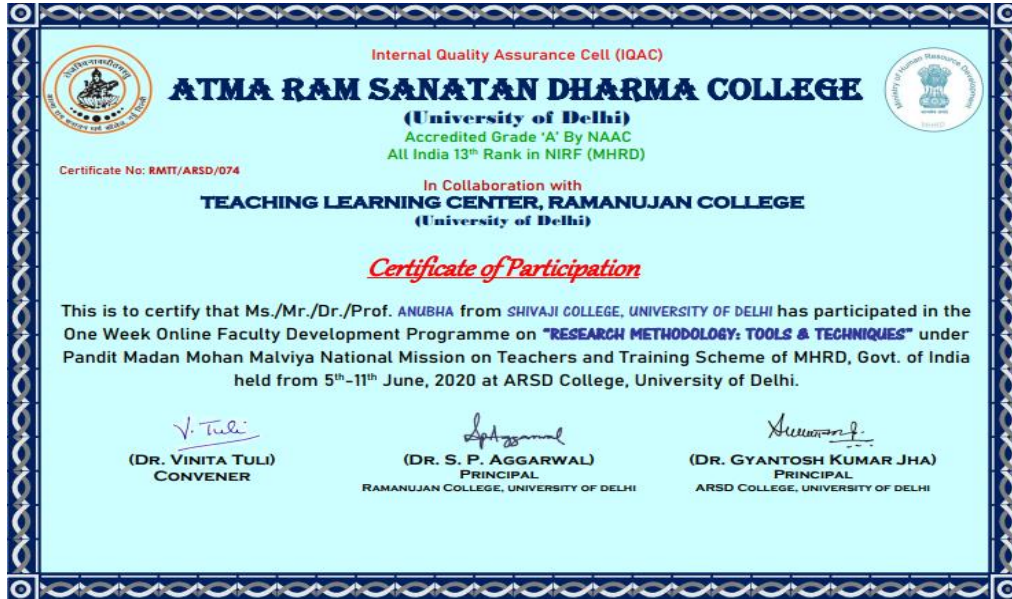 Internal Quality Assurance Cell (IQAC)
ATMA RAM SANATAN DHARMA COLLEGE
(University of Delhi)
Accredited Grade 'A' By NAAC
All India 13th Rank in NIRF (MHRD)
Certificate No: RMTT/ARSD/074
In Collaboration with
TEACHING LEARNING CENTER, RAMANUJAN COLLEGE
(University of Delhi)
Certificate of Participation
This is to certify that Ms./Mr./Dr./Prof. ANUBHA from SHIVAJI COLLEGE, UNIVERSITY OF DELHI has participated in the
One Week Online Faculty Development Programme on "RESEARCH METHODOLOGY: TOOLS & TECHNIQUES" under
Pandit Madan Mohan Malviya National Mission on Teachers and Training Scheme of MHRD, Govt. of India
held from 5th-11th June, 2020 at ARSD College, University of Delhi.
V. Tuli
(DR. VINITA TULI)
CONVENER
SpAggarwal
(DR. S. P. AGGARWAL)
PRINCIPAL
RAMANUJAN COLLEGE, UNIVERSITY OF DELHI
(DR. GYANTOSH KUMAR JHA)
PRINCIPAL
ARSD COLLEGE, UNIVERSITY OF DELHI
Ministry of Human Resource Development